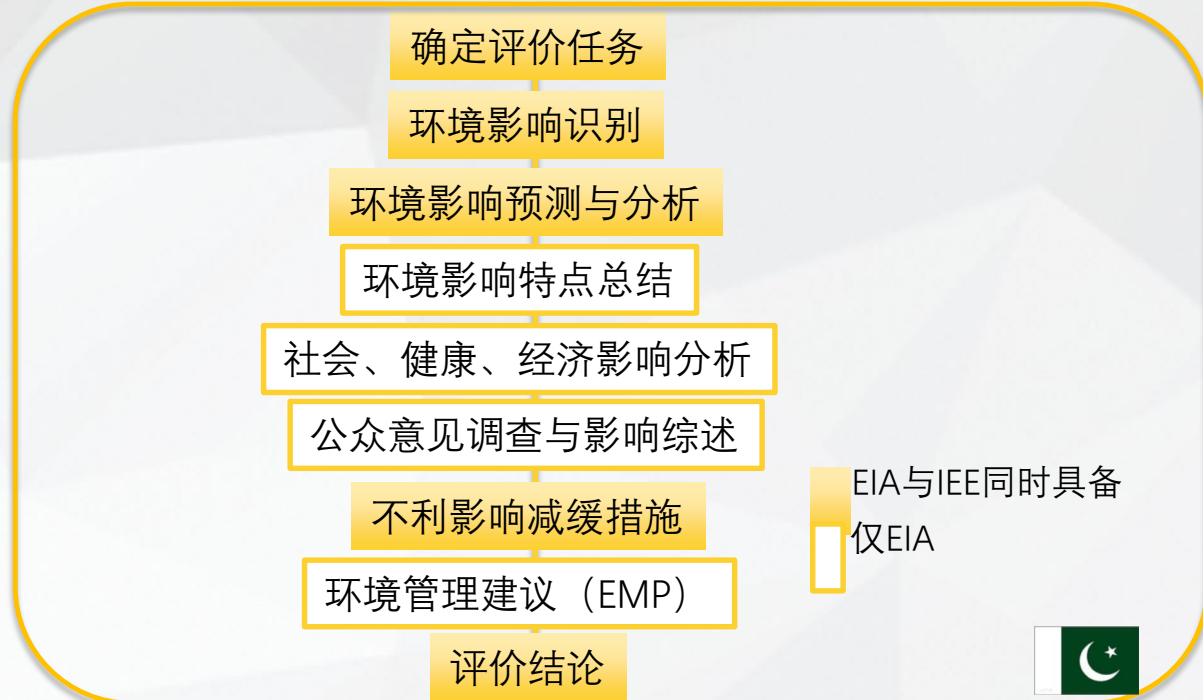 确定评价任务
环境影响识别
环境影响预测与分析
环境影响特点总结
社会、健康、经济影响分析
公众意见调查与影响综述
不利影响减缓措施
环境管理建议（EMP）
评价结论
EIA与IEE同时具备
仅EIA